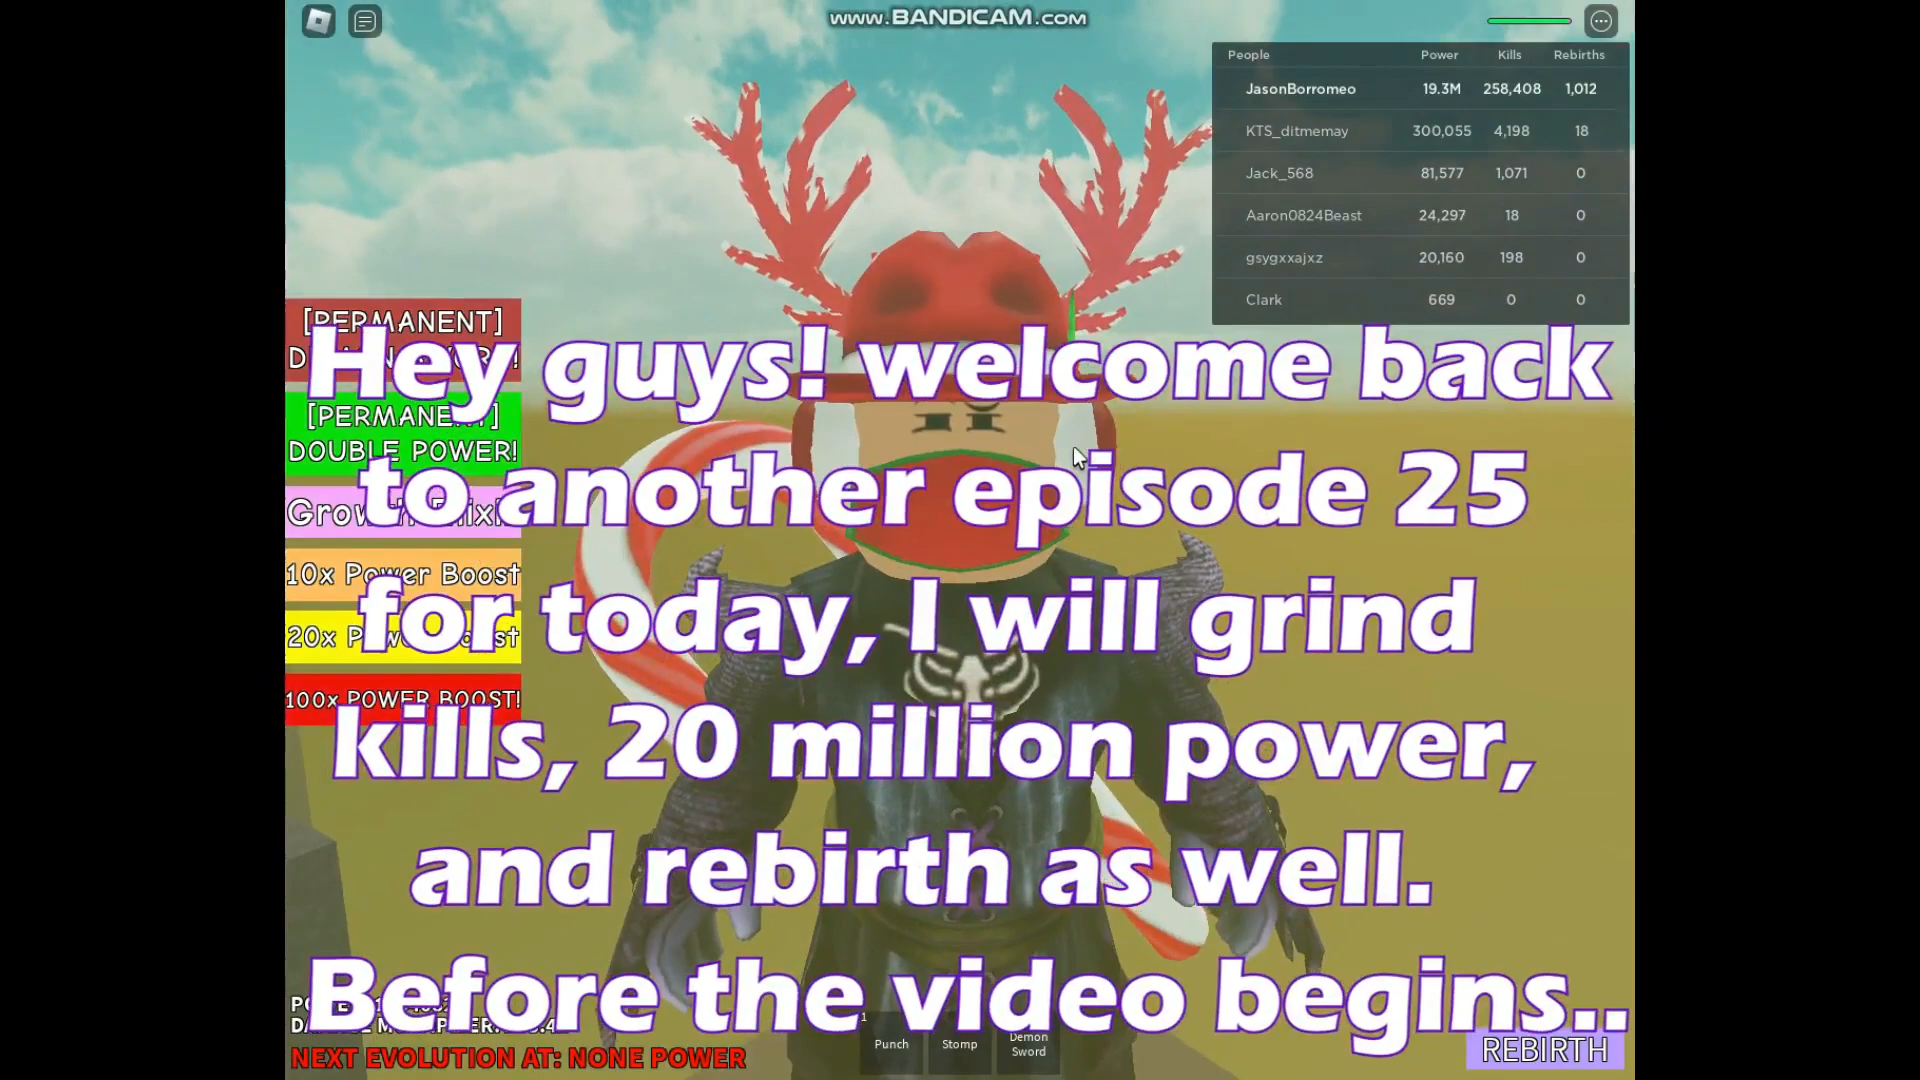 www.BANDICAM.com
People Power Kills Rebirths
JasonBorromeo 19.3M 258,408 1,012
KTS_ditmemay 300,055 4,198 18
Jack_568 81,577 1,071 0
Aaron0824Beast 24,297 18 0
gsygxxajxz 20,160 198 0
Clark 669 0 0
[PERMANENT]
[PERMANENT]
DOUBLE POWER!
10x Power Boost
20x
100x POWER BOOST!
Hey guys! welcome back
to another episode 25
for today, I will grind
kills, 20 million power,
and rebirth as well.
Before the video begins..
NEXT EVOLUTION AT: NONE POWER
1
Punch
Stomp
Demon
Sword
REBIRTH